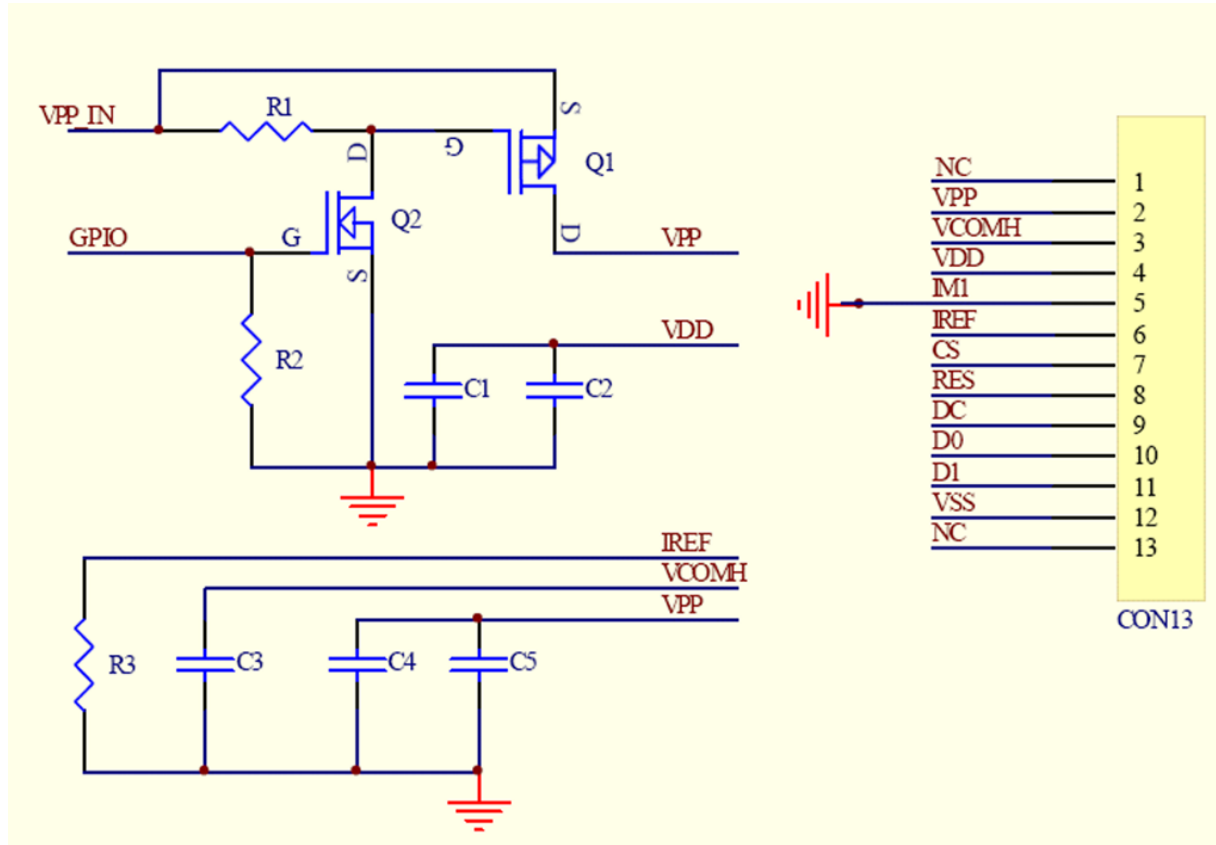 VPP_IN
R1
S
D
G
Q1
GPIO
G
Q2
S
D
VPP
VDD
R2
C1
C2
IREF
VCOMH
VPP
R3
C3
C4
C5
NC 1
VPP 2
VCOMH 3
VDD 4
IM1 5
IREF 6
CS 7
RES 8
DC 9
D0 10
D1 11
VSS 12
NC 13
CON13